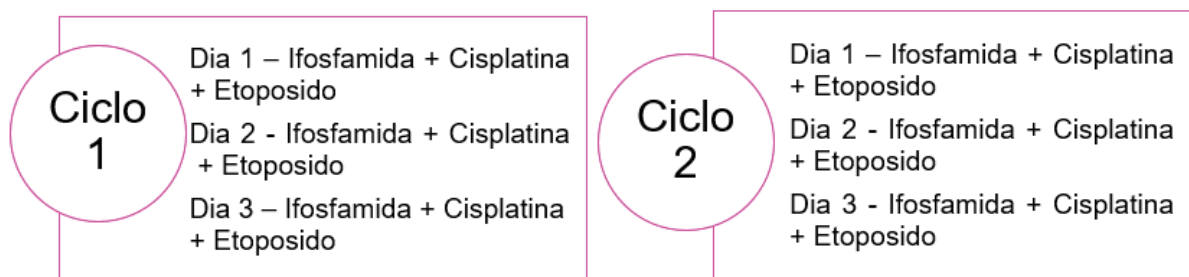 Ciclo
1
Dia 1 – Ifosfamida + Cisplatina
+ Etoposido
Dia 2 - Ifosfamida + Cisplatina
+ Etoposido
Dia 3 – Ifosfamida + Cisplatina
+ Etoposido
Ciclo
2
Dia 1 – Ifosfamida + Cisplatina
+ Etoposido
Dia 2 - Ifosfamida + Cisplatina
+ Etoposido
Dia 3 - Ifosfamida + Cisplatina
+ Etoposido